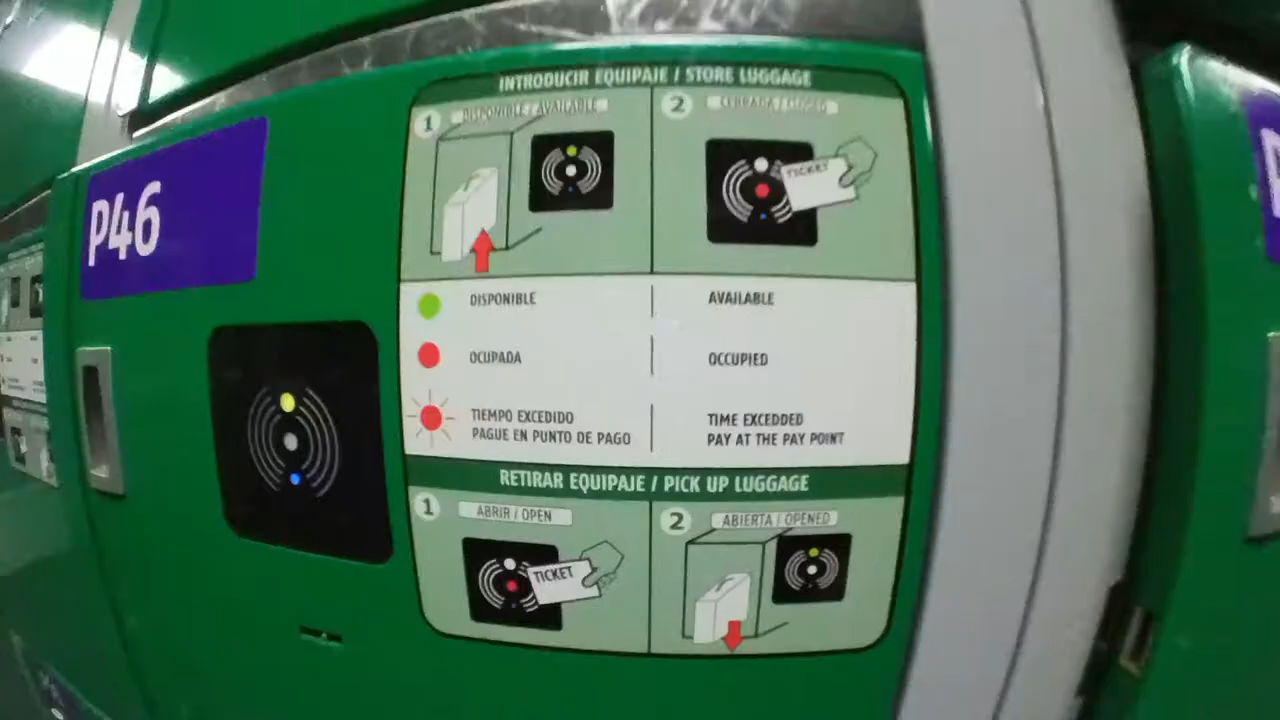 P46
INTRODUCIR EQUIPAJE / STORE LUGGAGE
1 DISPONIBLE / AVAILABLE
2 CERRADA / CLOSED
TICKET
DISPONIBLE AVAILABLE
OCUPADA OCCUPIED
TIEMPO EXCEDIDO TIME EXCEDDED
PAGUE EN PUNTO DE PAGO PAY AT THE PAY POINT
RETIRAR EQUIPAJE / PICK UP LUGGAGE
1 ABRIR / OPEN
2 ABIERTA / OPENED
TICKET